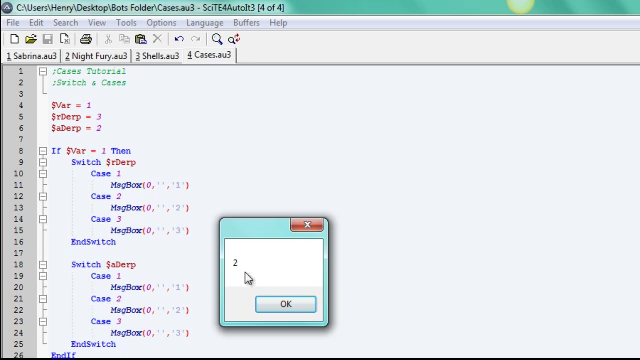 C:\Users\Henry\Desktop\Bots Folder\Cases.au3 - SciTE4AutoIt3 [4 of 4]
File Edit Search View Tools Options Language Buffers Help
1 Sabrina.au3 2 Night Fury.au3 3 Shells.au3 4 Cases.au3
1 ;Cases Tutorial
2 ;Switch & Cases
3
4 $Var = 1
5 $rDerp = 3
6 $aDerp = 2
7
8 If $Var = 1 Then
9 Switch $rDerp
10 Case 1
11 MsgBox(0,'','1')
12 Case 2
13 MsgBox(0,'','2')
14 Case 3
15 MsgBox(0,'','3')
16 EndSwitch
17
18 Switch $aDerp
19 Case 1
20 MsgBox(0,'','1')
21 Case 2
22 MsgBox(0,'','2')
23 Case 3
24 MsgBox(0,'','3')
25 EndSwitch
26 EndIf
2
OK